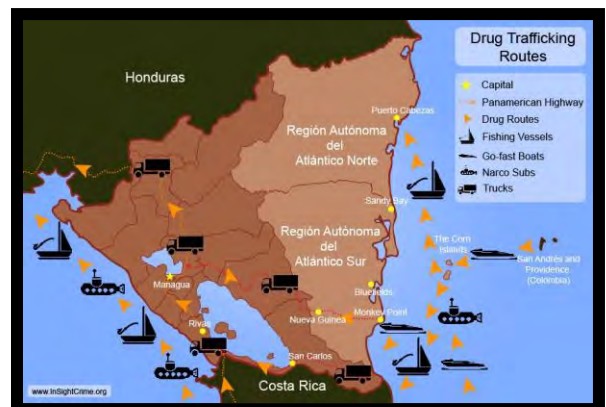 Drug Trafficking
Routes
Capital
Panamerican Highway
Drug Routes
Fishing Vessels
Go-fast Boats
Narco Subs
Trucks
Honduras
Puerto Cabezas
Región Autónoma
del
Atlántico Norte
Sandy Bay
Región Autónoma
del
Atlántico Sur
The Corn
Islands
San Andrés and
Providence
(Colombia)
Managua
Bluefields
Rivas
Nueva Guinea
Monkey Point
San Carlos
Costa Rica
www.InSightCrime.org